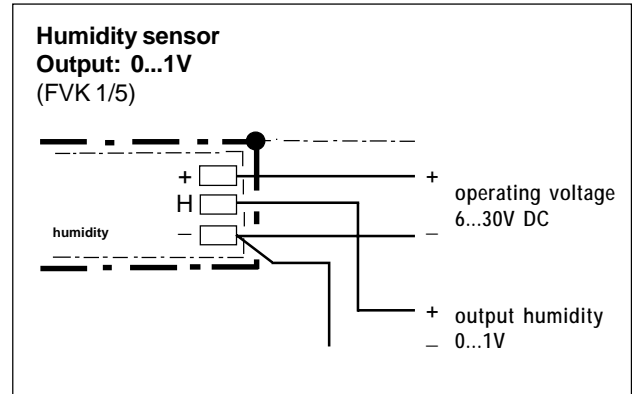 Humidity sensor
Output: 0...1V
(FVK 1/5)
+
H
humidity
–
+
operating voltage
6...30V DC
–
+
output humidity
–
0...1V